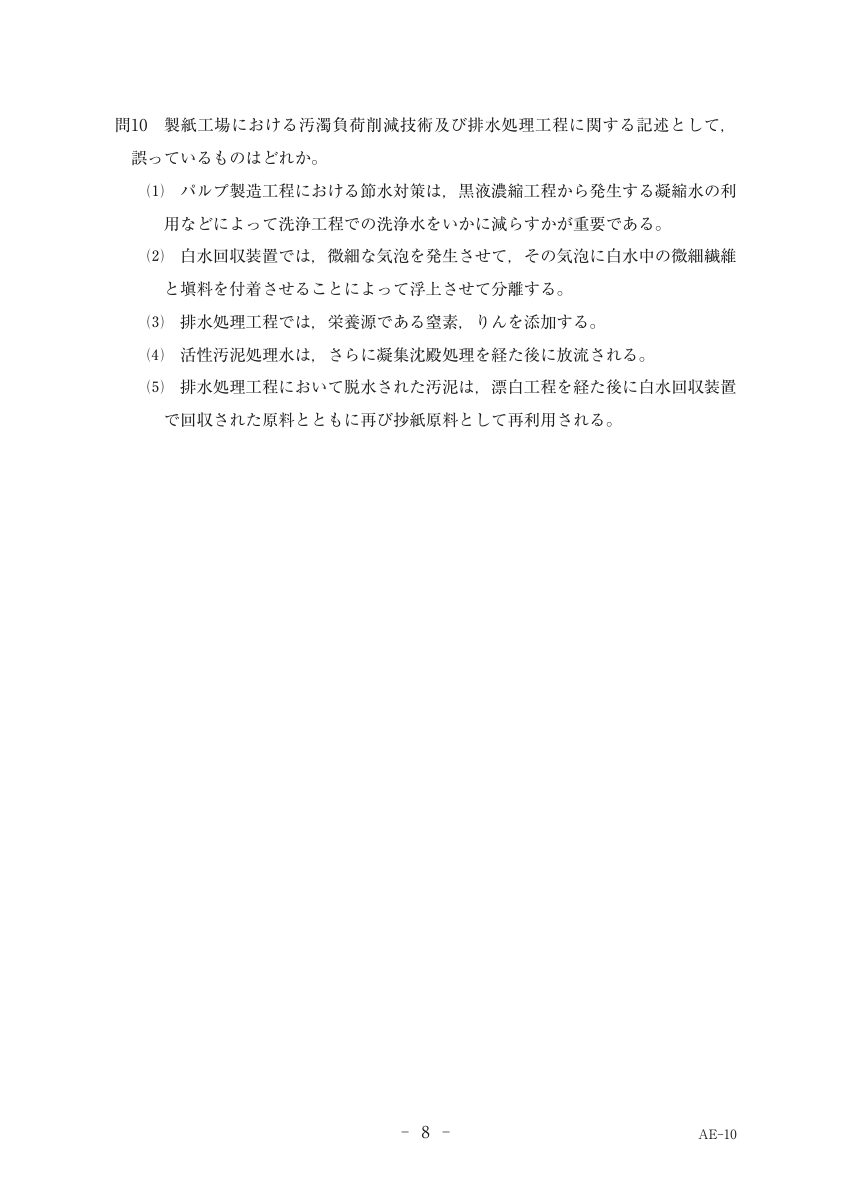 問10 製紙工場における汚濁負荷削減技術及び排水処理工程に関する記述として，
誤っているものはどれか。
⑴ パルプ製造工程における節水対策は，黒液濃縮工程から発生する凝縮水の利
用などによって洗浄工程での洗浄水をいかに減らすかが重要である。
⑵ 白水回収装置では，微細な気泡を発生させて，その気泡に白水中の微細繊維
と塡料を付着させることによって浮上させて分離する。
⑶ 排水処理工程では，栄養源である窒素，りんを添加する。
⑷ 活性汚泥処理水は，さらに凝集沈殿処理を経た後に放流される。
⑸ 排水処理工程において脱水された汚泥は，漂白工程を経た後に白水回収装置
で回収された原料とともに再び抄紙原料として再利用される。
－ 8 －
AE-10